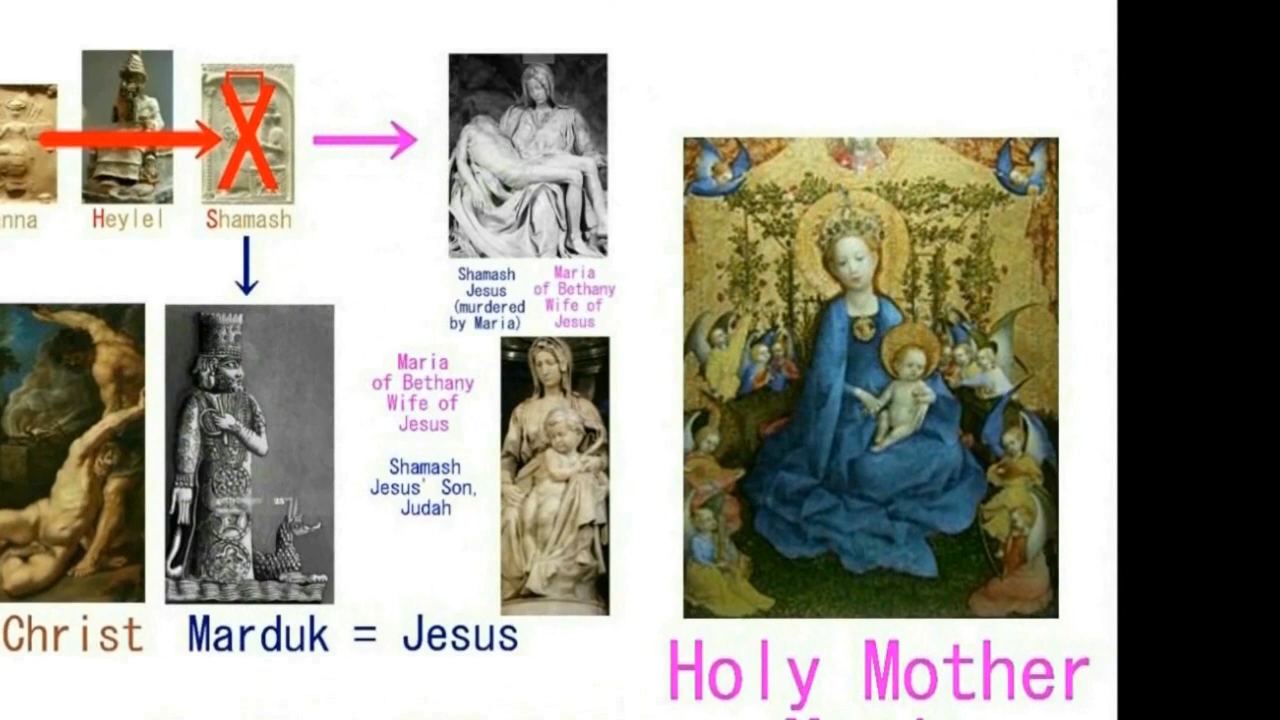 nna
Heylel
Shamash
Shamash
Jesus
(murdered
by Maria)
Maria
of Bethany
Wife of
Jesus
Maria
of Bethany
Wife of
Jesus
Shamash
Jesus' Son,
Judah
Christ
Marduk = Jesus
Holy Mother